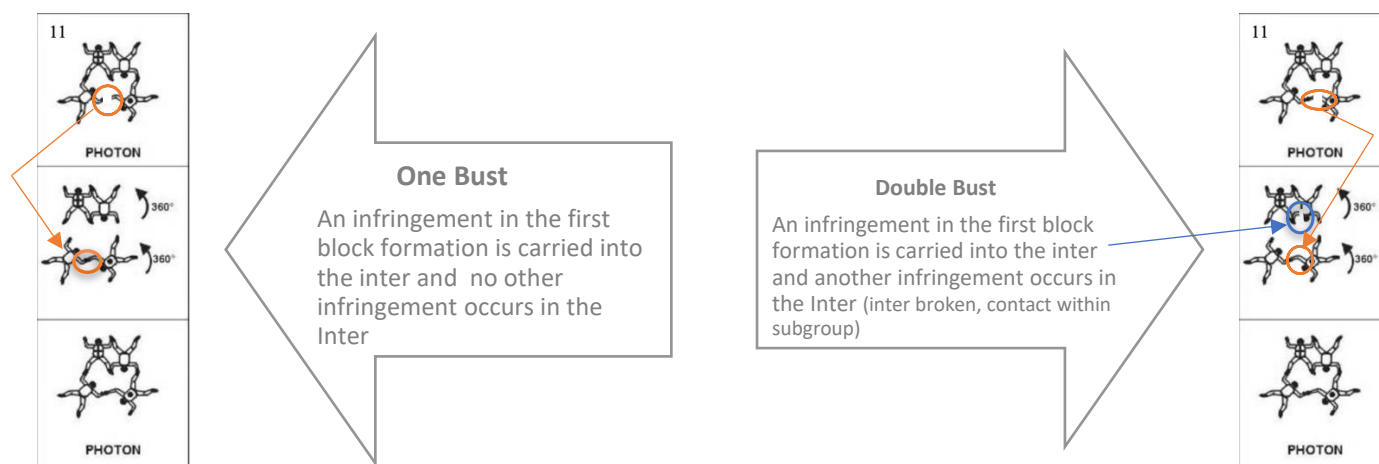 11
PHOTON
360°
360°
PHOTON
One Bust
An infringement in the first
block formation is carried into
the inter and  no other
infringement occurs in the
Inter
Double Bust
An infringement in the first block
formation is carried into the inter
and another infringement occurs in
the Inter (inter broken, contact within
subgroup)
11
PHOTON
360°
360°
PHOTON